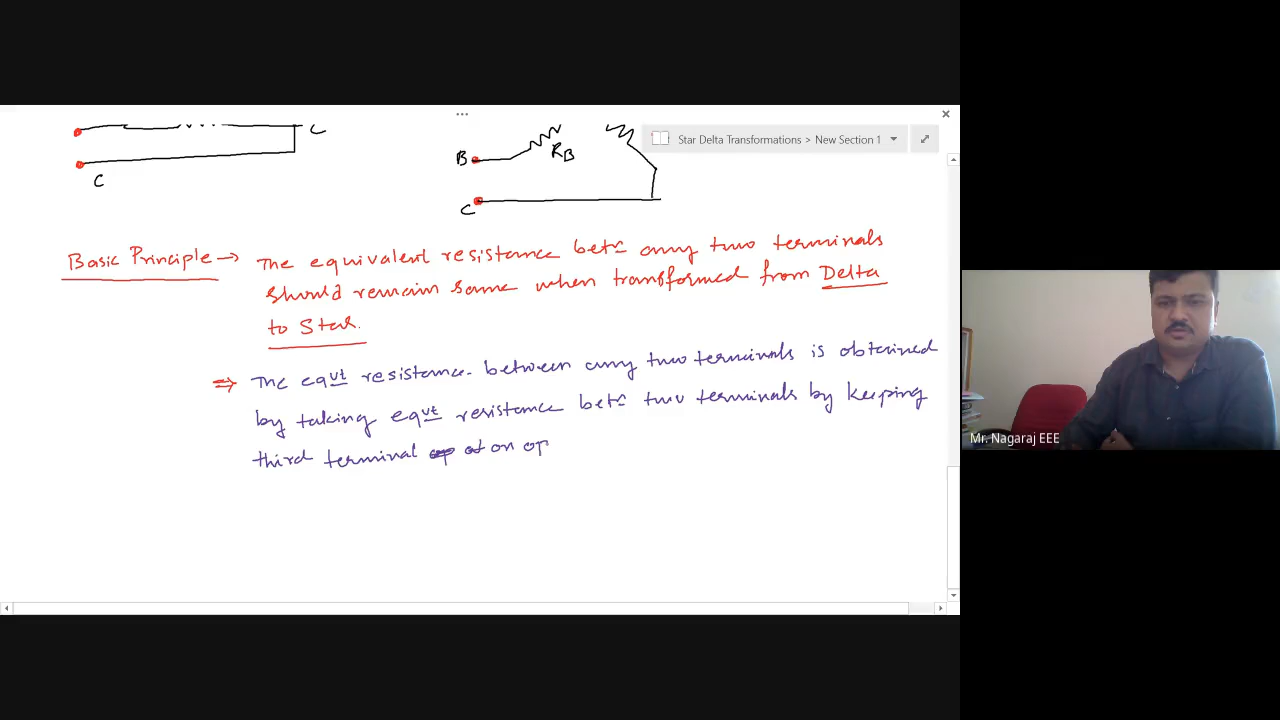 C
C
B
RB
C
Star Delta Transformations > New Section 1
Basic Principle → The equivalent resistance betn any two terminals
should remain same when transformed from Delta
to Star.
⇒ The eqvt resistance between any two terminals is obtained
by taking eqvt resistance betn two terminals by keeping
third terminal on op
Mr. Nagaraj EEE